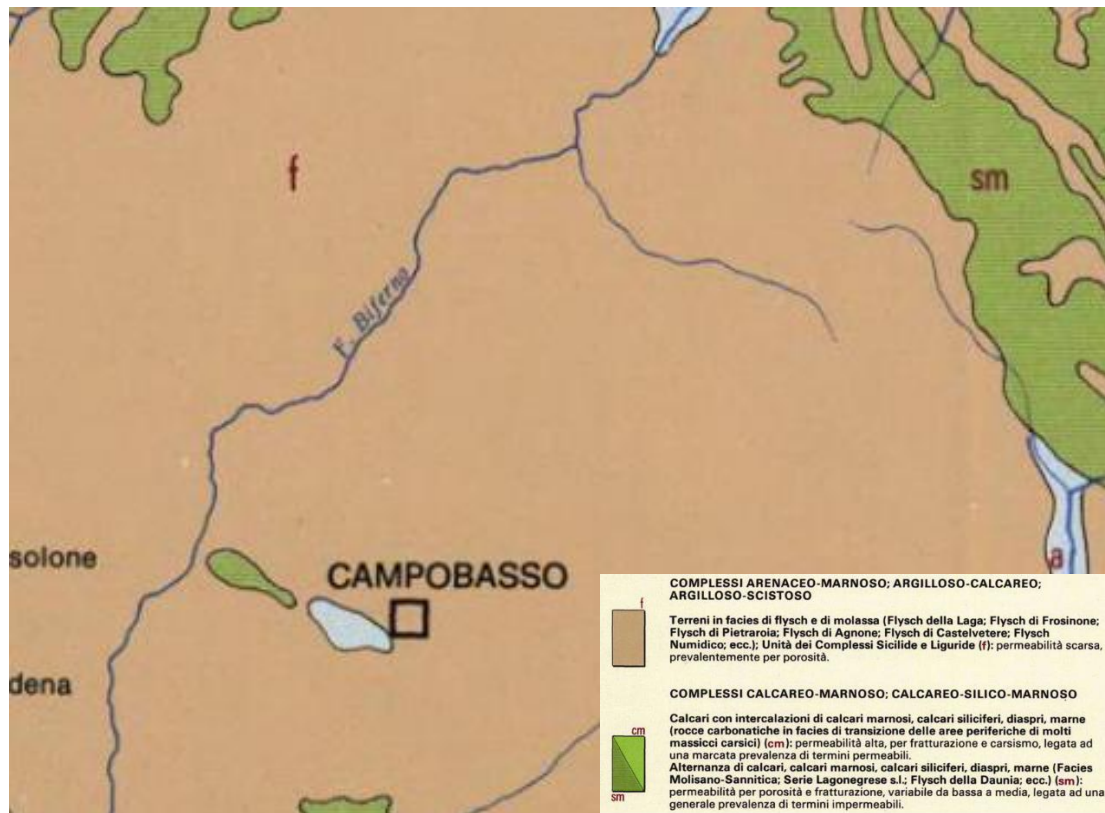 f
sm
F. Biferno
solone
CAMPOBASSO
a
dena
COMPLESSI ARENACEO-MARNOSO; ARGILLOSO-CALCAREO;
ARGILLOSO-SCISTOSO
f
Terreni in facies di flysch e di molassa (Flysch della Laga; Flysch di Frosinone;
Flysch di Pietraroia; Flysch di Agnone; Flysch di Castelvetere; Flysch
Numidico; ecc.); Unità dei Complessi Sicilide e Liguride (f): permeabilità scarsa,
prevalentemente per porosità.
COMPLESSI CALCAREO-MARNOSO; CALCAREO-SILICO-MARNOSO
Calcari con intercalazioni di calcari marnosi, calcari siliciferi, diaspri, marne
(rocce carbonatiche in facies di transizione delle aree periferiche di molti
massicci carsici) (cm): permeabilità alta, per fratturazione e carsismo, legata ad
una marcata prevalenza di termini permeabili.
cm
Alternanza di calcari, calcari marnosi, calcari siliciferi, diaspri, marne (Facies
Molisano-Sannitica; Serie Lagonegrese s.l.; Flysch della Daunia; ecc.) (sm):
permeabilità per porosità e fratturazione, variabile da bassa a media, legata ad una
generale prevalenza di termini impermeabili.
sm